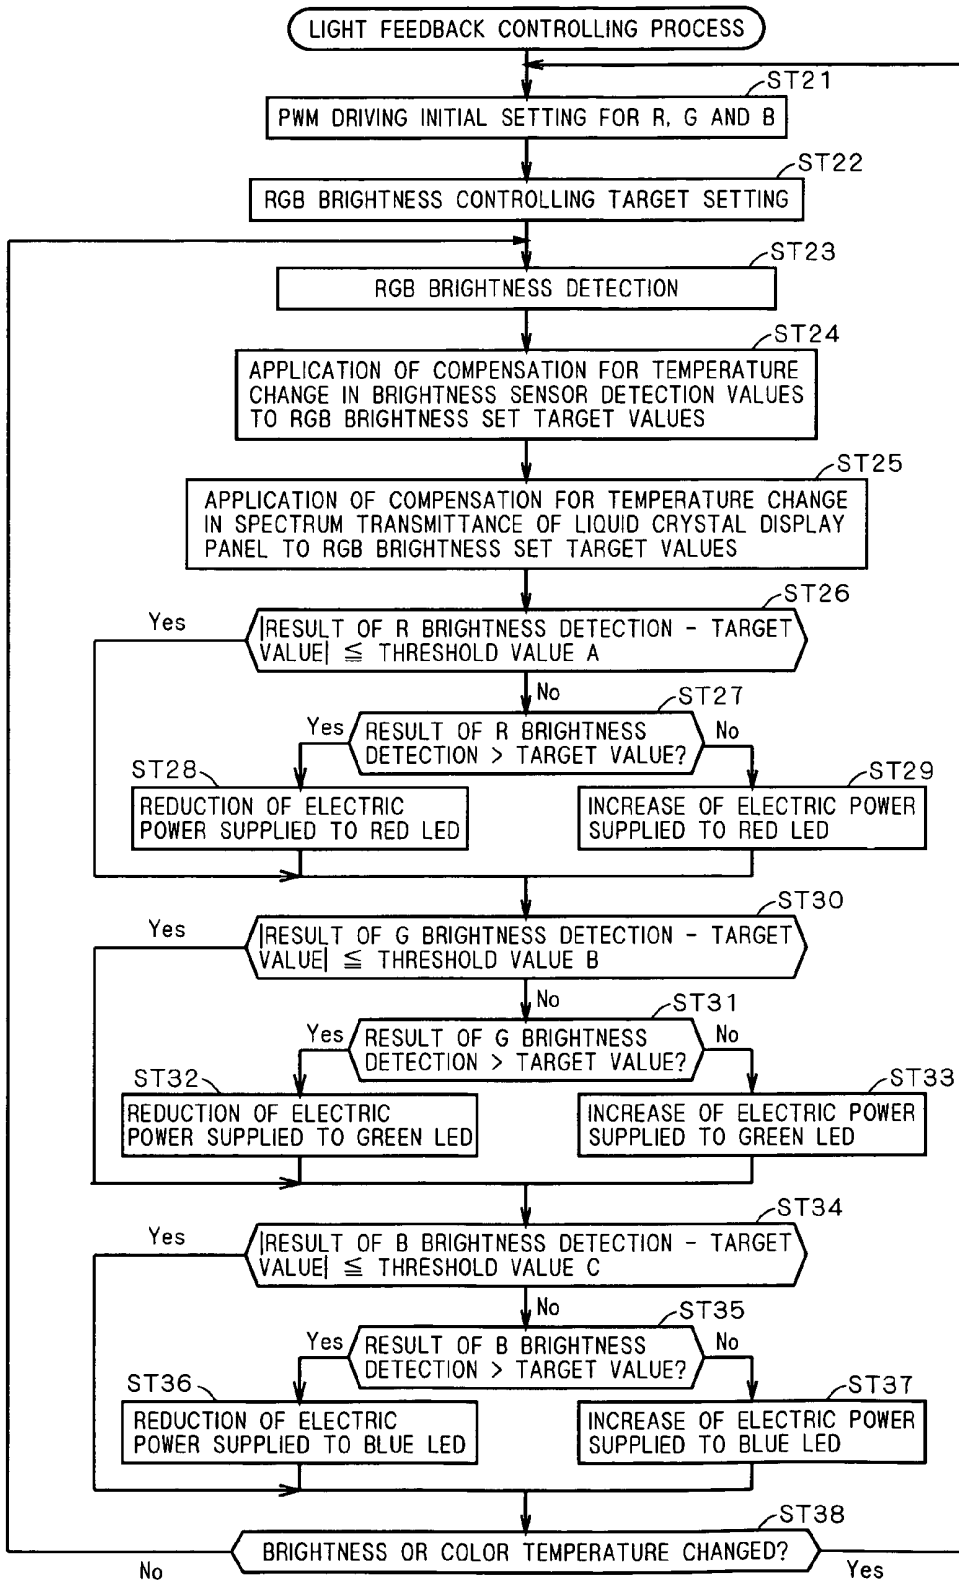 LIGHT FEEDBACK CONTROLLING PROCESS
ST21
PWM DRIVING INITIAL SETTING FOR R, G AND B
ST22
RGB BRIGHTNESS CONTROLLING TARGET SETTING
ST23
RGB BRIGHTNESS DETECTION
ST24
APPLICATION OF COMPENSATION FOR TEMPERATURE
CHANGE IN BRIGHTNESS SENSOR DETECTION VALUES
TO RGB BRIGHTNESS SET TARGET VALUES
ST25
APPLICATION OF COMPENSATION FOR TEMPERATURE CHANGE
IN SPECTRUM TRANSMITTANCE OF LIQUID CRYSTAL DISPLAY
PANEL TO RGB BRIGHTNESS SET TARGET VALUES
ST26
Yes
|RESULT OF R BRIGHTNESS DETECTION - TARGET
VALUE| ≦ THRESHOLD VALUE A
No
ST27
Yes
RESULT OF R BRIGHTNESS
DETECTION > TARGET VALUE?
No
ST28
REDUCTION OF ELECTRIC
POWER SUPPLIED TO RED LED
ST29
INCREASE OF ELECTRIC POWER
SUPPLIED TO RED LED
ST30
Yes
|RESULT OF G BRIGHTNESS DETECTION - TARGET
VALUE| ≦ THRESHOLD VALUE B
No
ST31
Yes
RESULT OF G BRIGHTNESS
DETECTION > TARGET VALUE?
No
ST32
REDUCTION OF ELECTRIC
POWER SUPPLIED TO GREEN LED
ST33
INCREASE OF ELECTRIC POWER
SUPPLIED TO GREEN LED
ST34
Yes
|RESULT OF B BRIGHTNESS DETECTION - TARGET
VALUE| ≦ THRESHOLD VALUE C
No
ST35
Yes
RESULT OF B BRIGHTNESS
DETECTION > TARGET VALUE?
No
ST36
REDUCTION OF ELECTRIC
POWER SUPPLIED TO BLUE LED
ST37
INCREASE OF ELECTRIC POWER
SUPPLIED TO BLUE LED
ST38
BRIGHTNESS OR COLOR TEMPERATURE CHANGED?
No
Yes